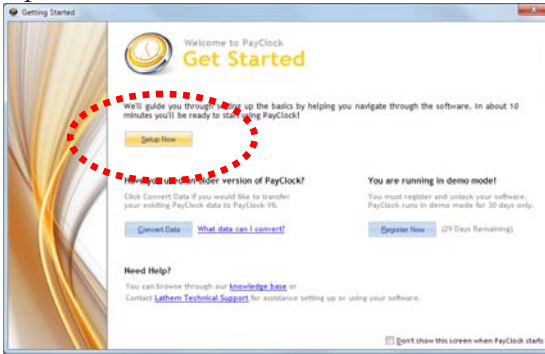 Getting Started
Welcome to PayClock
Get Started
We'll guide you through setting up the basics by helping you navigate through the software. In about 10
minutes you'll be ready to start using PayClock!
Setup Now
Have you used an older version of PayClock?
You are running in demo mode!
Click Convert Data if you would like to transfer
your existing PayClock data to PayClock V6.
You must register and unlock your software.
PayClock runs in demo mode for 30 days only.
Convert Data
What data can I convert?
Register Now
(29 Days Remaining)
Need Help?
You can browse through our knowledge base or
Contact Lathem Technical Support for assistance setting up or using your software.
Don't show this screen when PayClock starts